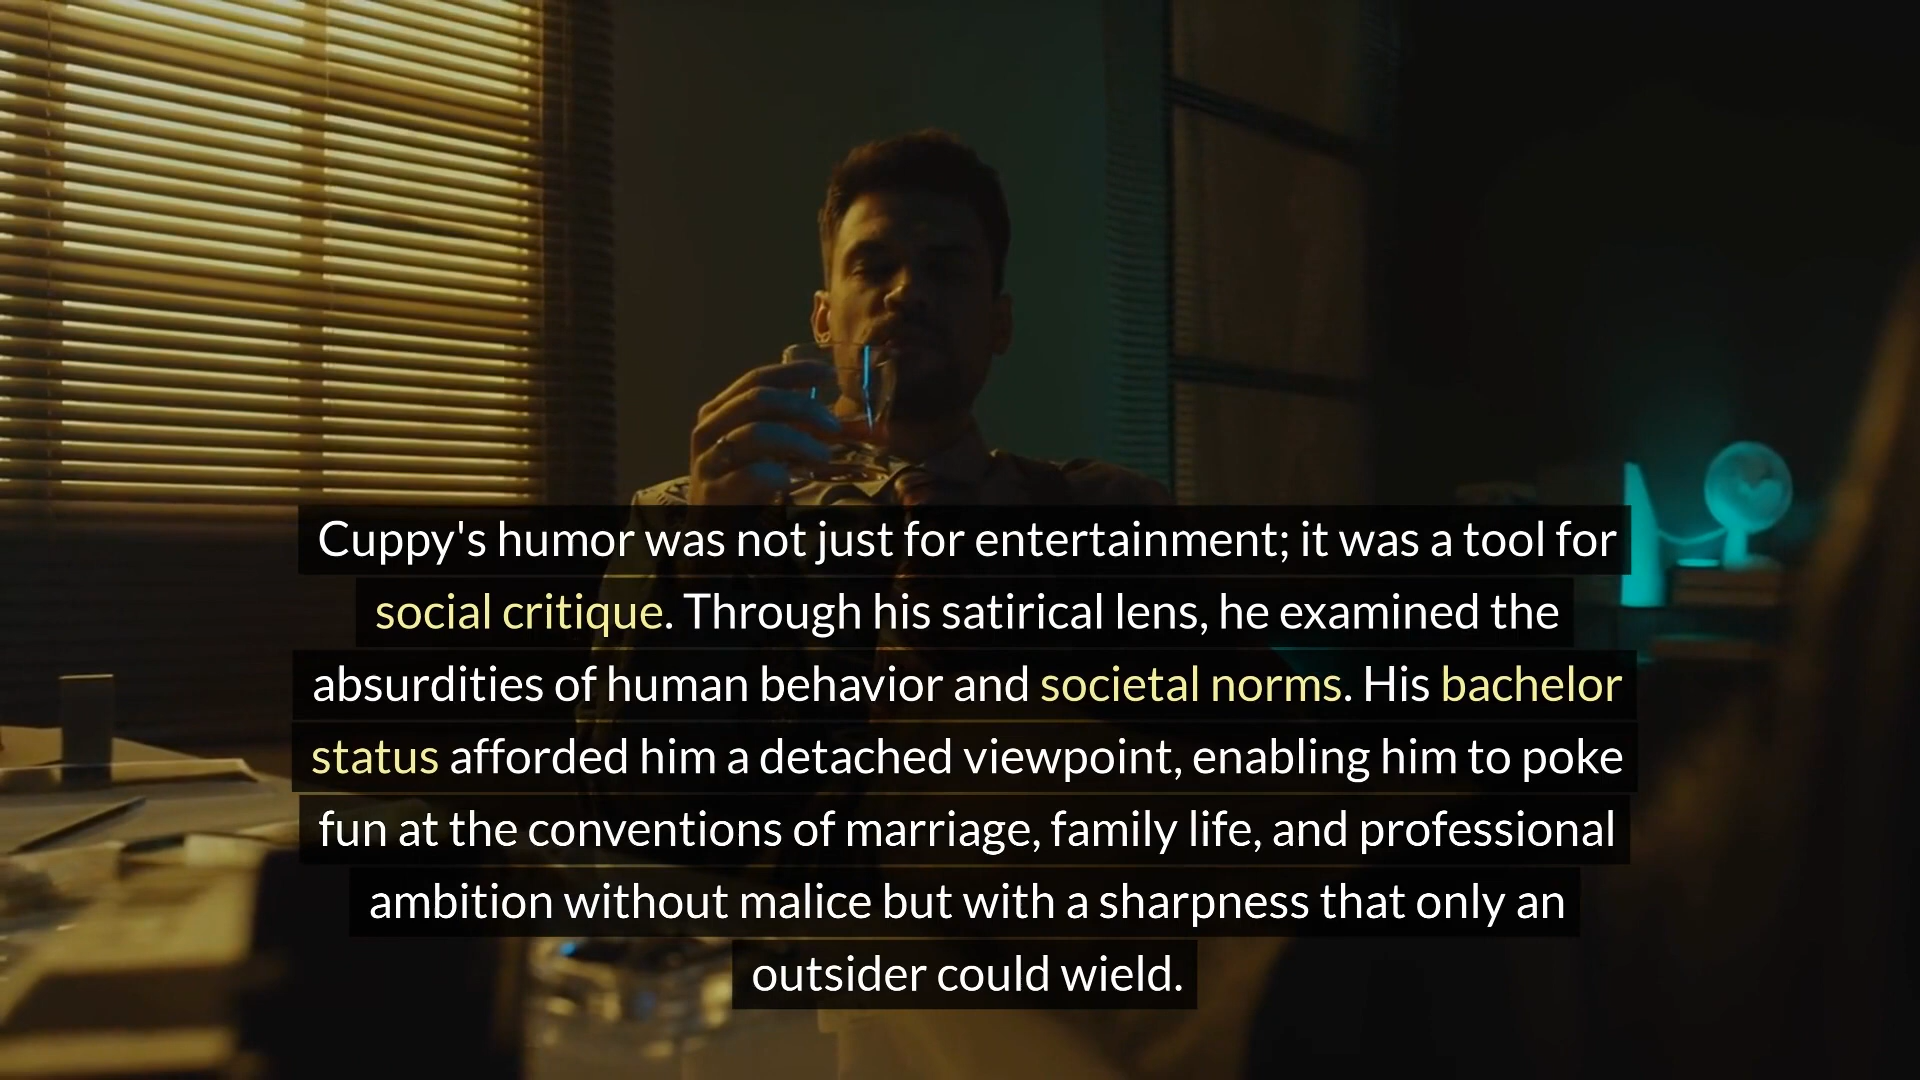 Cuppy's humor was not just for entertainment; it was a tool for
social critique. Through his satirical lens, he examined the
absurdities of human behavior and societal norms. His bachelor
status afforded him a detached viewpoint, enabling him to poke
fun at the conventions of marriage, family life, and professional
ambition without malice but with a sharpness that only an
outsider could wield.